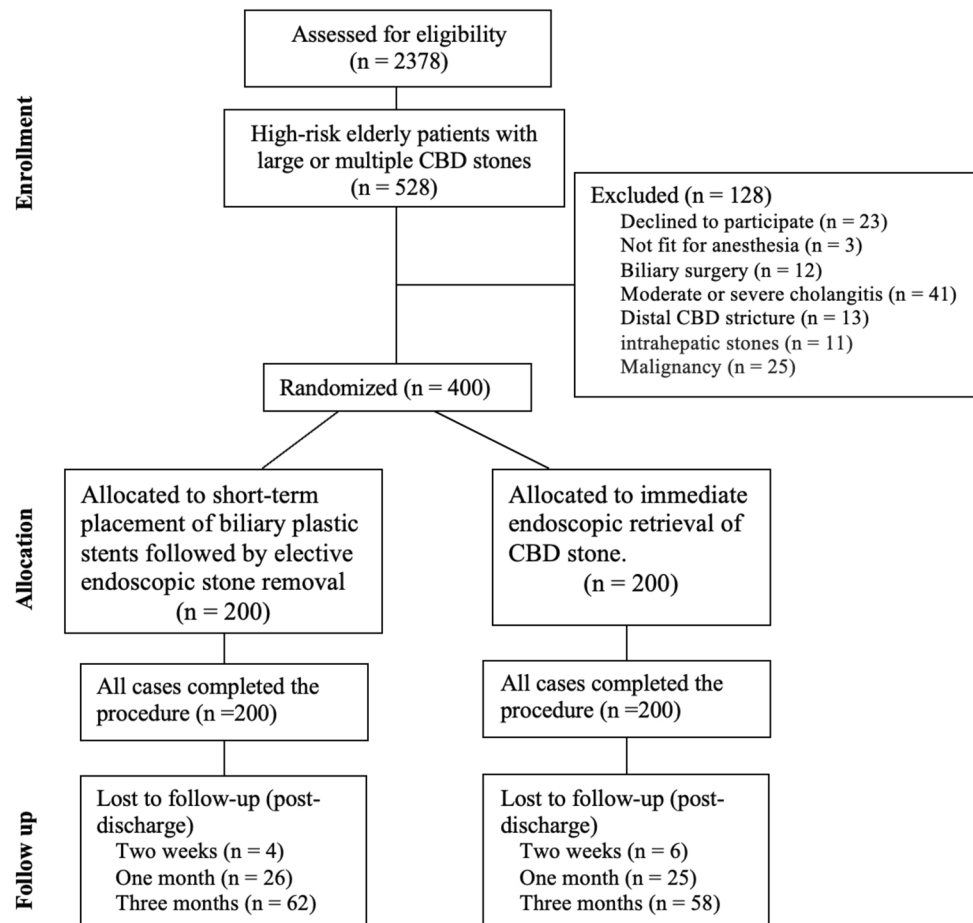 Assessed for eligibility
(n = 2378)
Enrollment
High-risk elderly patients with
large or multiple CBD stones
(n = 528)
Excluded (n = 128)
Declined to participate (n = 23)
Not fit for anesthesia (n = 3)
Biliary surgery (n = 12)
Moderate or severe cholangitis (n = 41)
Distal CBD stricture (n = 13)
intrahepatic stones (n = 11)
Malignancy (n = 25)
Randomized (n = 400)
Allocation
Allocated to short-term
placement of biliary plastic
stents followed by elective
endoscopic stone removal
(n = 200)
Allocated to immediate
endoscopic retrieval of
CBD stone.
(n = 200)
All cases completed the
procedure (n =200)
All cases completed the
procedure (n =200)
Follow up
Lost to follow-up (post-
discharge)
Two weeks (n = 4)
One month (n = 26)
Three months (n = 62)
Lost to follow-up (post-
discharge)
Two weeks (n = 6)
One month (n = 25)
Three months (n = 58)